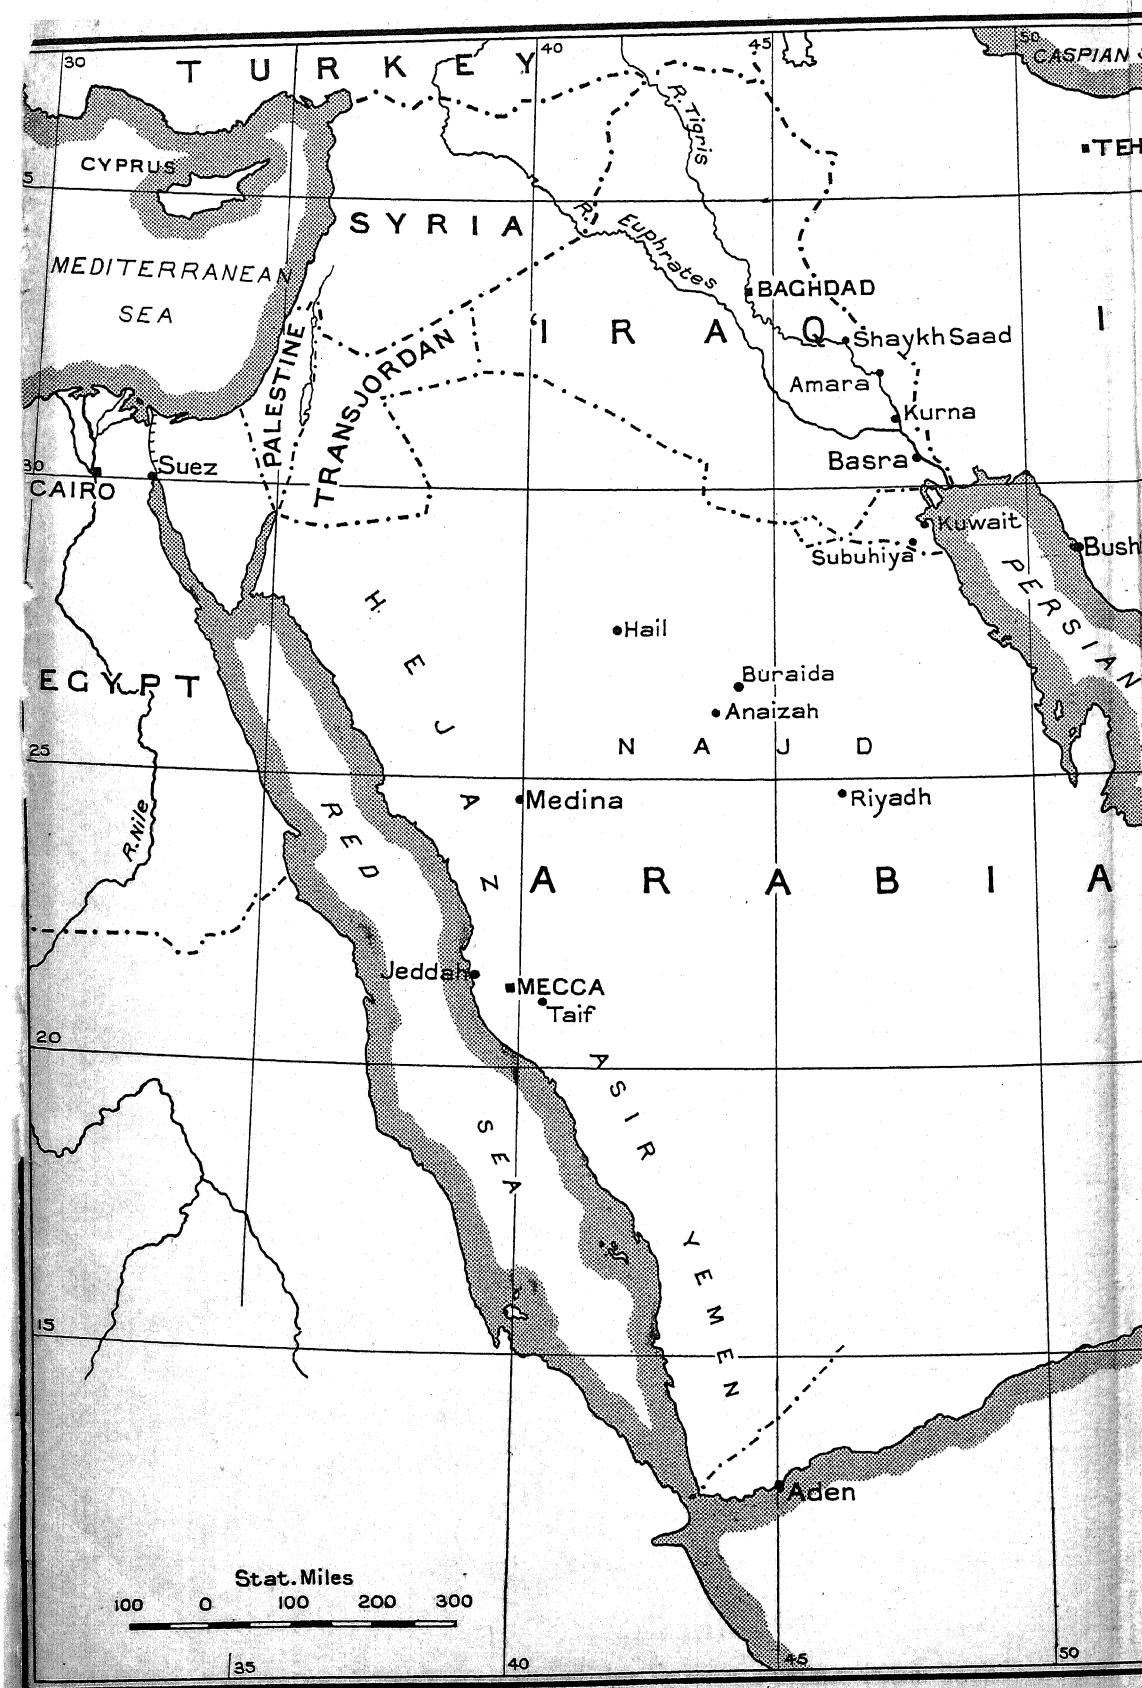 30
40
45
50
TURKEY
CASPIAN
R. Tigris
TEH
CYPRUS
5
SYRIA
R. Euphrates
MEDITERRANEAN
SEA
BAGHDAD
IRAQ
I
Shaykh Saad
PALESTINE
TRANSJORDAN
Amara
Kurna
Basra
30
Suez
CAIRO
Kuwait
Subuhiya
Bush
PERSIAN
HEJAZ
Hail
Buraida
Anaizah
EGYPT
NAJD
25
Medina
Riyadh
R. Nile
RED
SEA
ARABIA
Jeddah
MECCA
Taif
20
ASIR
YEMEN
15
Aden
Stat. Miles
100 0 100 200 300
35
40
45
50